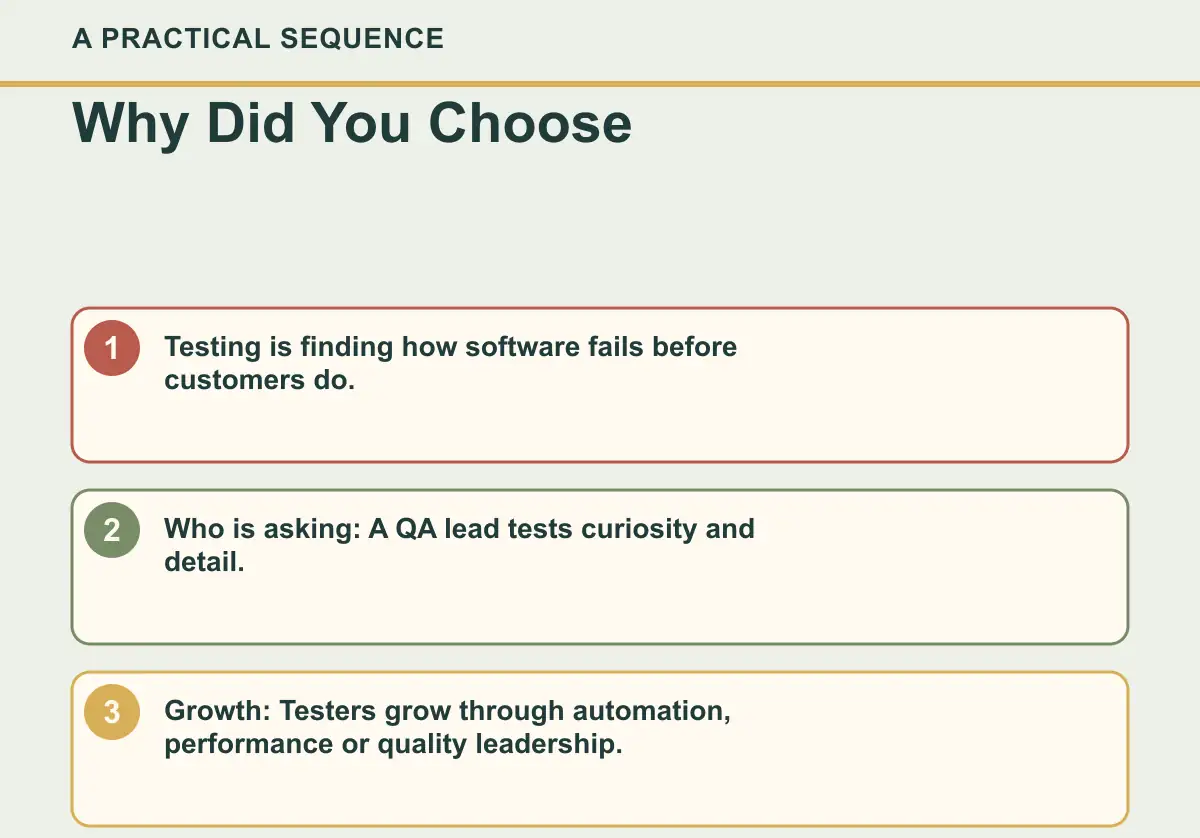 A PRACTICAL SEQUENCE
Why Did You Choose
1
Testing is finding how software fails before
customers do.
2
Who is asking: A QA lead tests curiosity and
detail.
3
Growth: Testers grow through automation,
performance or quality leadership.